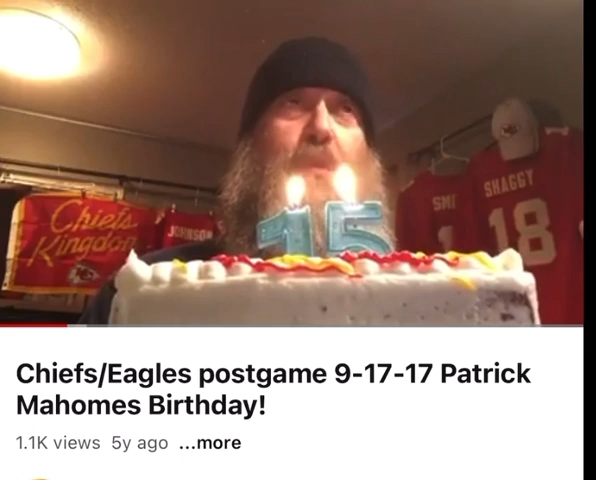 Chiefs
Kingdom
JOHNSON
SMI
SHAGGY
18
15
Chiefs/Eagles postgame 9-17-17 Patrick
Mahomes Birthday!
1.1K views 5y ago ...more